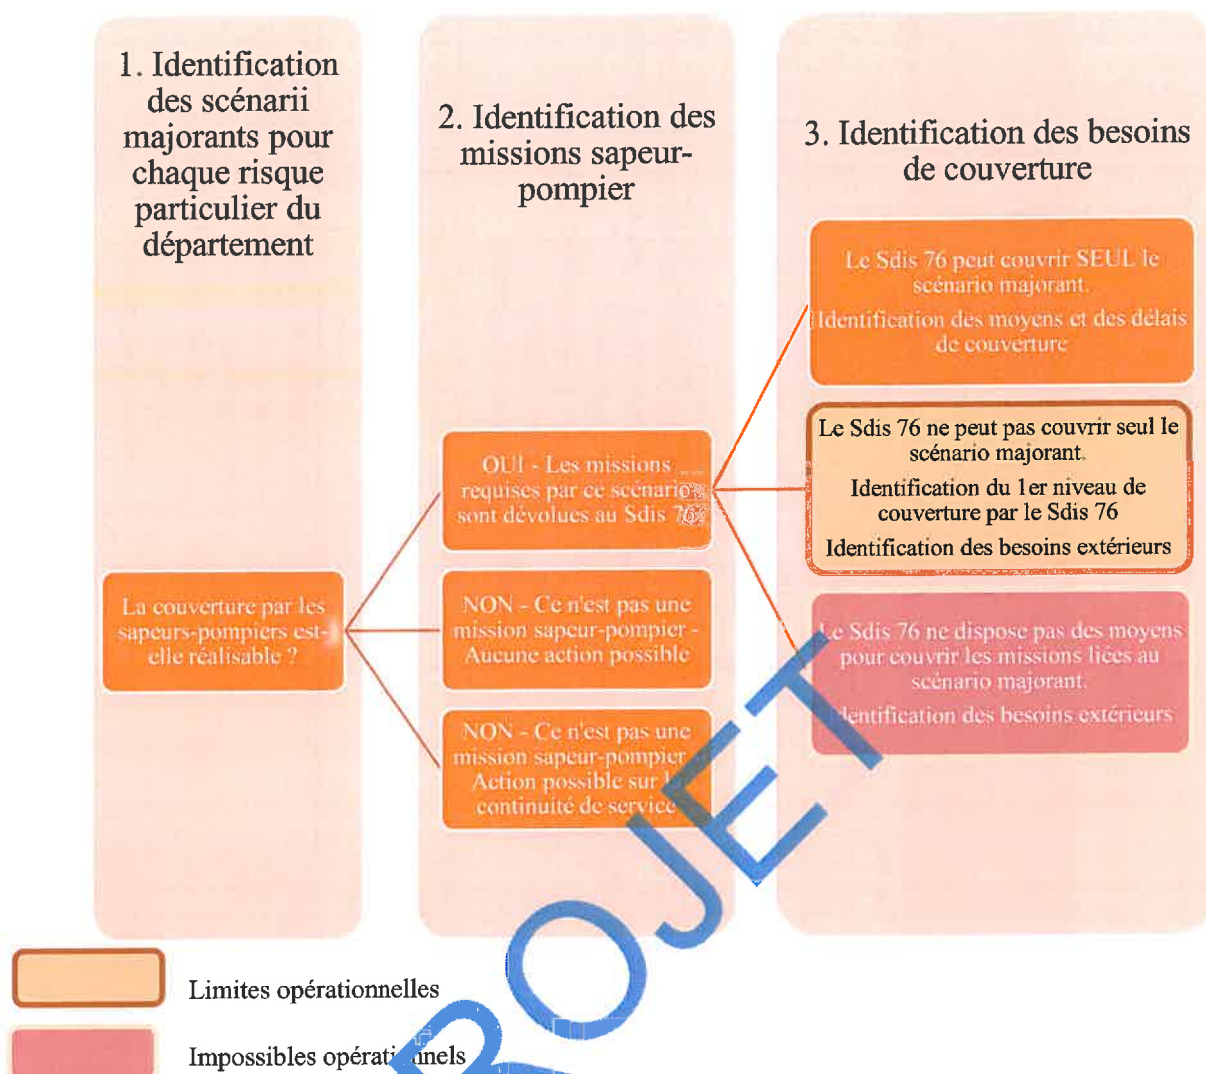 1. Identification
des scénarii
majorants pour
chaque risque
particulier du
département
2. Identification des
missions sapeur-
pompier
3. Identification des besoins
de couverture
La couverture par les
sapeurs-pompiers est-
elle réalisable ?
OUI - Les missions
requises par ce scénario
sont dévolues au Sdis 76
NON - Ce n'est pas une
mission sapeur-pompier -
Aucune action possible
NON - Ce n'est pas une
mission sapeur-pompier
Action possible sur la
continuité de service
Le Sdis 76 peut couvrir SEUL le
scénario majorant.
Identification des moyens et des délais
de couverture
Le Sdis 76 ne peut pas couvrir seul le
scénario majorant.
Identification du 1er niveau de
couverture par le Sdis 76
Identification des besoins extérieurs
Le Sdis 76 ne dispose pas des moyens
pour couvrir les missions liées au
scénario majorant.
Identification des besoins extérieurs
Limites opérationnelles
Impossibles opérationnels
ROJET